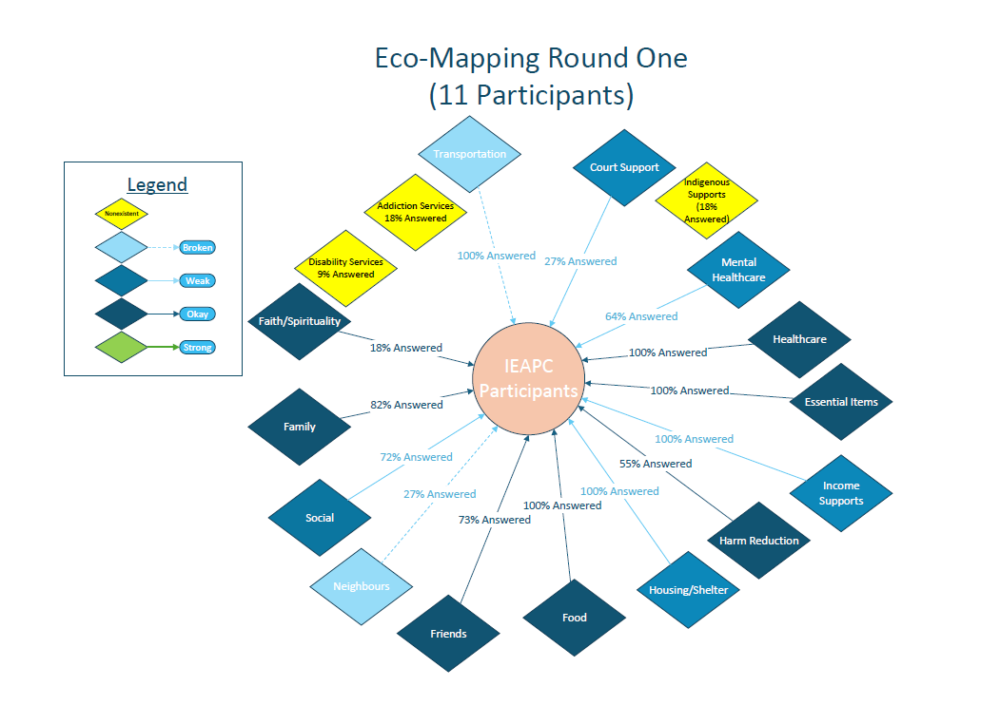 Eco-Mapping Round One
(11 Participants)
Legend
Nonexistent
Broken
Weak
Okay
Strong
Transportation
Court Support
Addiction Services
18% Answered
Indigenous
Supports
(18%
Answered)
Disability Services
9% Answered
Mental
Healthcare
100% Answered
27% Answered
Faith/Spirituality
64% Answered
Healthcare
18% Answered
100% Answered
IEAPC
Participants
Essential Items
100% Answered
82% Answered
Family
100% Answered
72% Answered
55% Answered
Income
Supports
27% Answered
100% Answered
Social
73% Answered
100% Answered
Harm Reduction
Neighbours
Housing/Shelter
Friends
Food